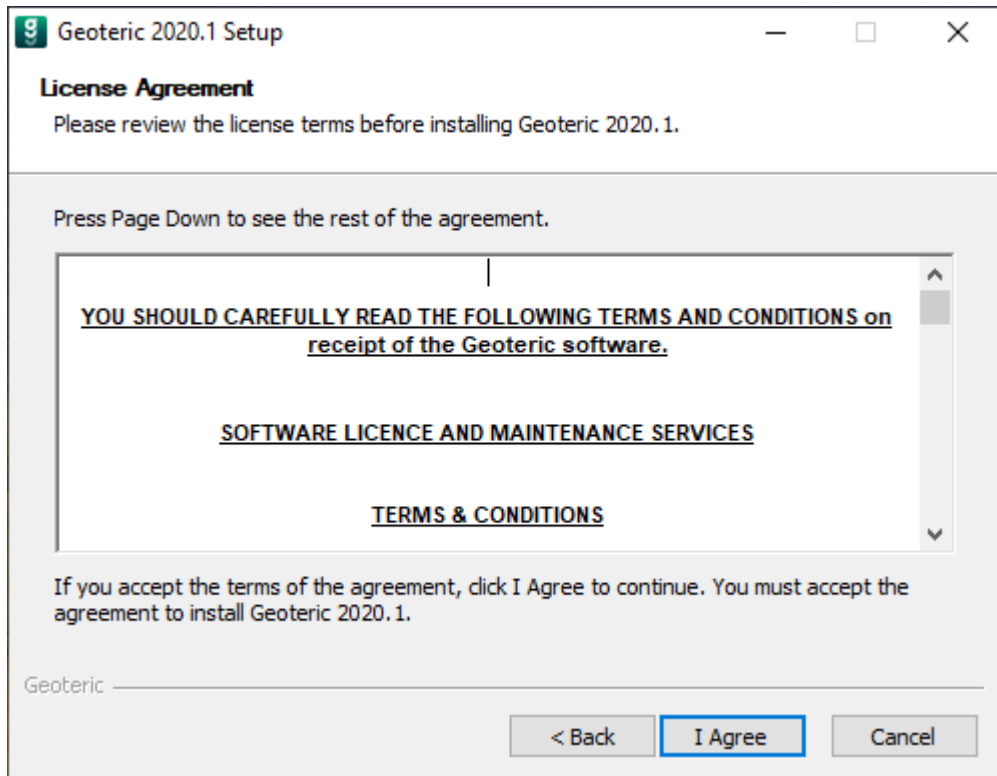 Geoteric 2020.1 Setup
License Agreement
Please review the license terms before installing Geoteric 2020.1.
Press Page Down to see the rest of the agreement.
YOU SHOULD CAREFULLY READ THE FOLLOWING TERMS AND CONDITIONS on
receipt of the Geoteric software.
SOFTWARE LICENCE AND MAINTENANCE SERVICES
TERMS & CONDITIONS
If you accept the terms of the agreement, click I Agree to continue. You must accept the
agreement to install Geoteric 2020.1.
Geoteric
< Back I Agree Cancel